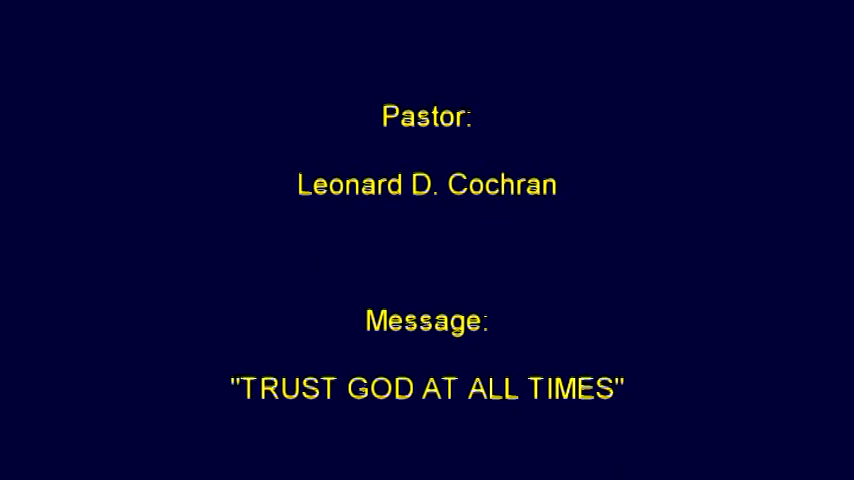 Pastor:
Leonard D. Cochran
Message:
"TRUST GOD AT ALL TIMES"